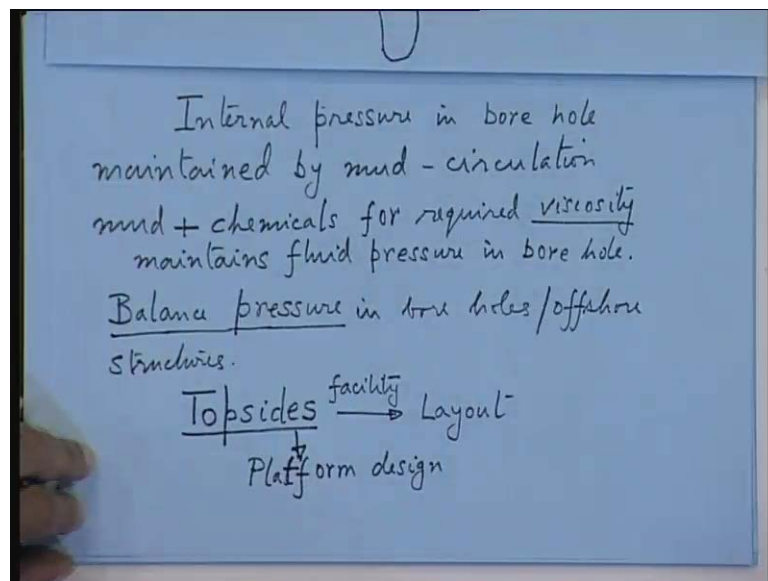 Internal pressure in bore hole
maintained by mud - circulation
mud + chemicals for required viscosity
maintains fluid pressure in bore hole.
Balance pressure in bore holes/offshore
structures.
Topsides facility → Layout
↓
Platform design